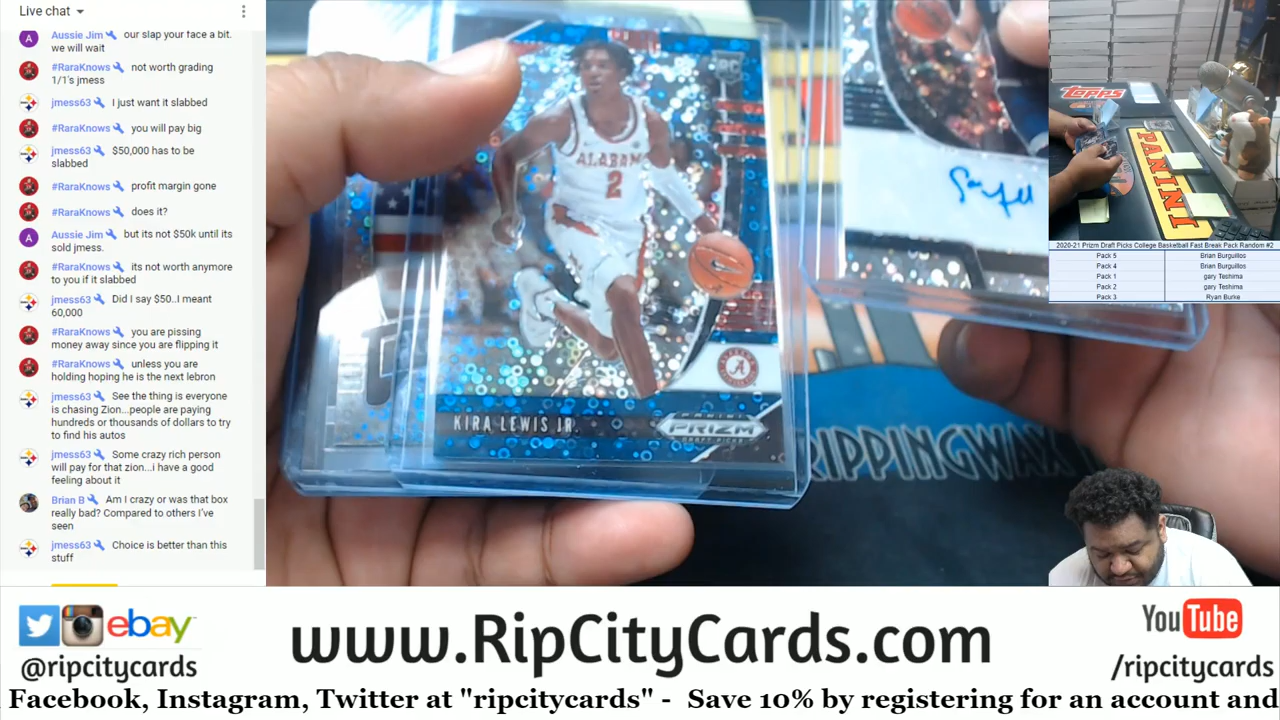 Live chat
Aussie Jim our slap your face a bit.
we will wait
#RaraKnows not worth grading
1/1's jmess
jmess63 I just want it slabbed
#RaraKnows you will pay big
jmess63 $50,000 has to be
slabbed
#RaraKnows profit margin gone
#RaraKnows does it?
Aussie Jim but its not $50k until its
sold jmess.
#RaraKnows its not worth anymore
to you if it slabbed
jmess63 Did I say $50..I meant
60,000
#RaraKnows you are pissing
money away since you are flipping it
#RaraKnows unless you are
holding hoping he is the next lebron
jmess63 See the thing is everyone
is chasing Zion...people are paying
hundreds or thousands of dollars to try
to find his autos
jmess63 Some crazy rich person
will pay for that zion...i have a good
feeling about it
Brian B Am I crazy or was that box
really bad? Compared to others I've
seen
jmess63 Choice is better than this
stuff
RC
ALABAM
2
KIRA LEWIS JR.
PANINI
PRIZM
DRAFT PICKS
RIPPINGWAX
TOPPS
PANINI
2020-21 Prizm Draft Picks College Basketball Fast Break Pack Random #2
Pack 5 Brian Burguillos
Pack 4 Brian Burguillos
Pack 1 gary Teshima
Pack 2 gary Teshima
Pack 3 Ryan Burke
ebay
@ripcitycards
www.RipCityCards.com
YouTube
/ripcitycards
Facebook, Instagram, Twitter at "ripcitycards" - Save 10% by registering for an account and